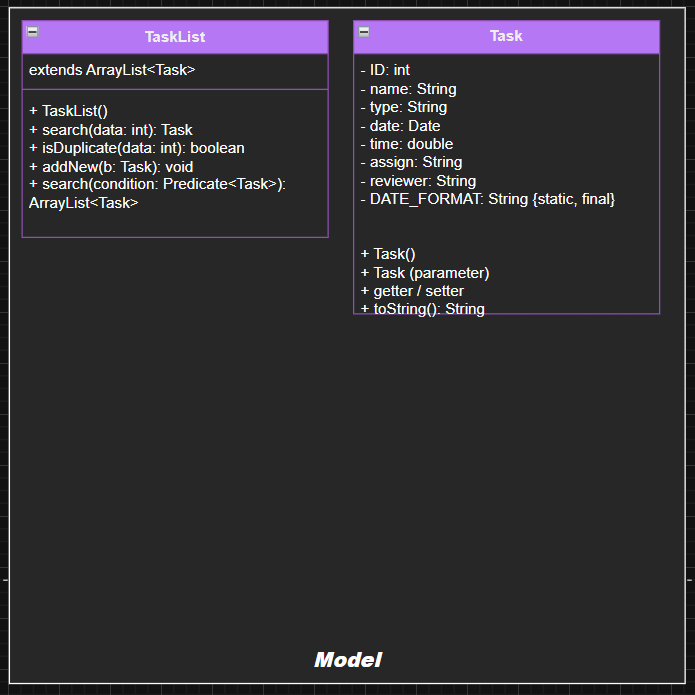 TaskList
extends ArrayList<Task>
+ TaskList()
+ search(data: int): Task
+ isDuplicate(data: int): boolean
+ addNew(b: Task): void
+ search(condition: Predicate<Task>):
ArrayList<Task>
Task
- ID: int
- name: String
- type: String
- date: Date
- time: double
- assign: String
- reviewer: String
- DATE_FORMAT: String {static, final}
+ Task()
+ Task (parameter)
+ getter / setter
+ toString(): String
Model